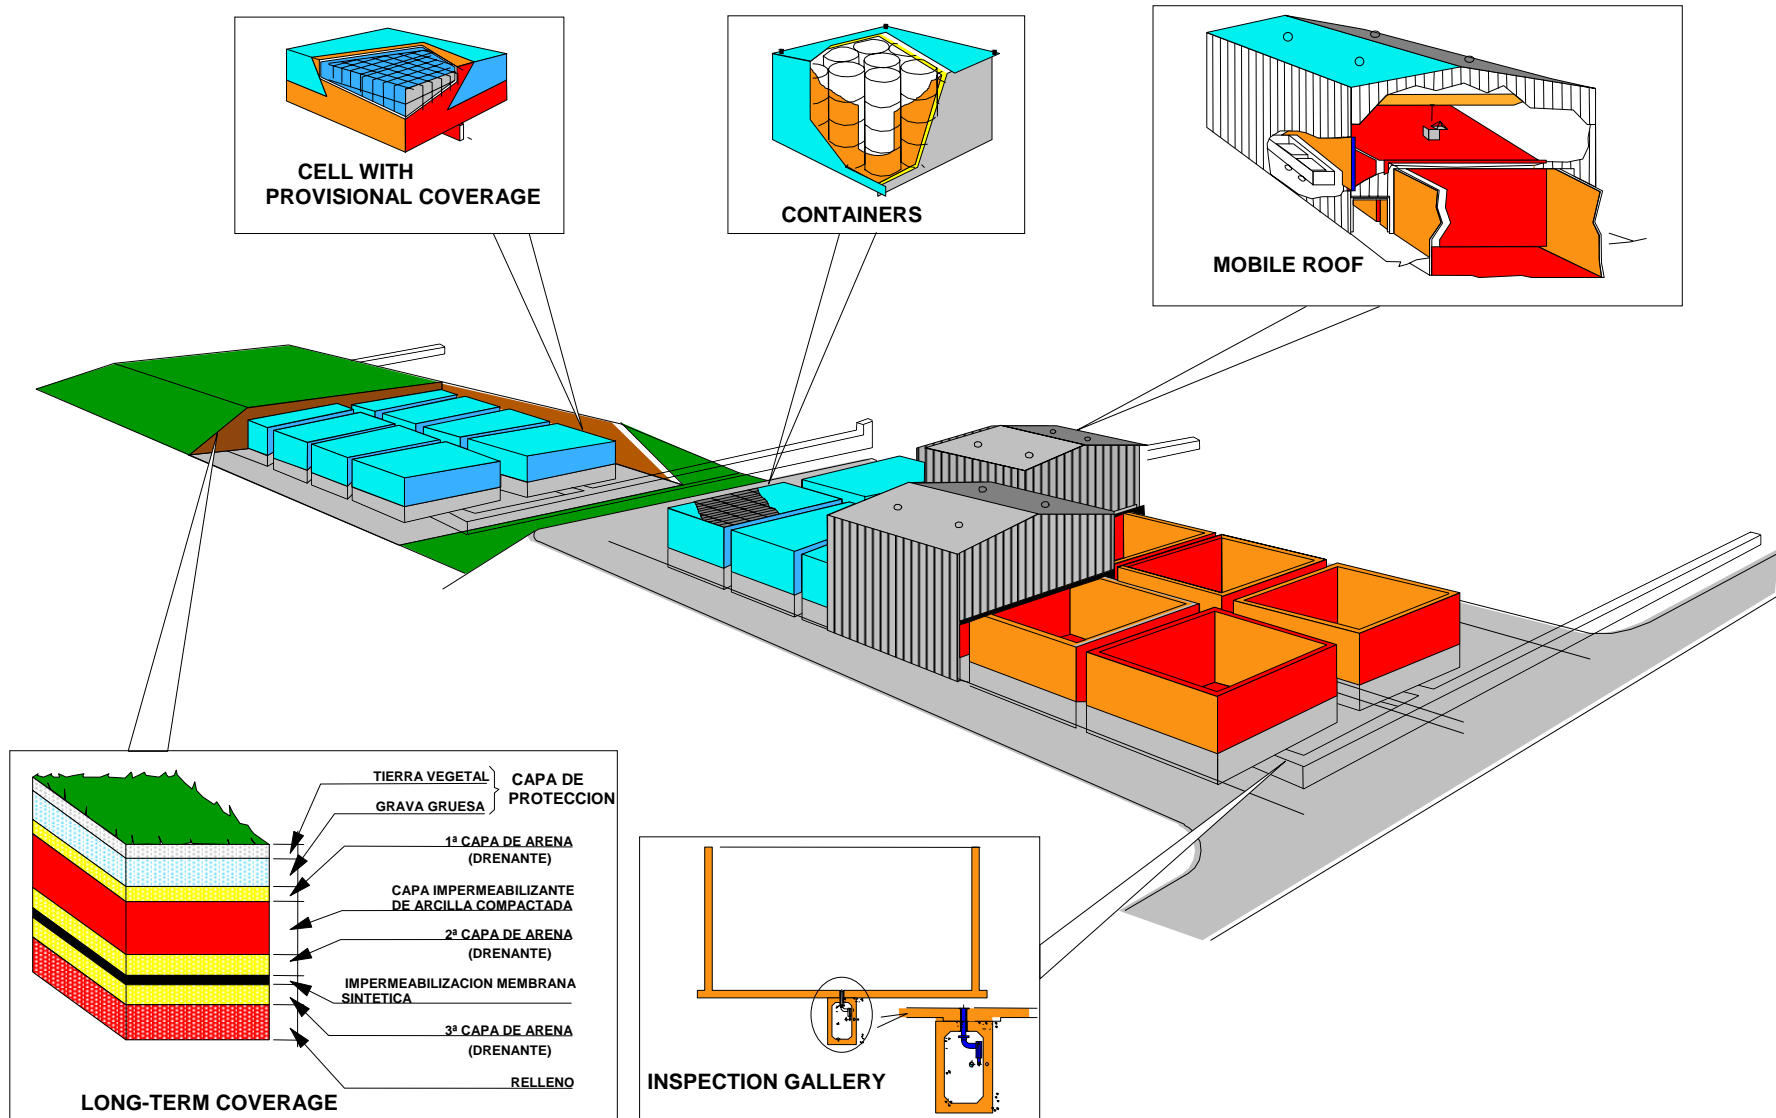 CELL WITH
PROVISIONAL COVERAGE
CONTAINERS
MOBILE ROOF
TIERRA VEGETAL
GRAVA GRUESA
CAPA DE
PROTECCION
1ª CAPA DE ARENA
(DRENANTE)
CAPA IMPERMEABILIZANTE
DE ARCILLA COMPACTADA
2ª CAPA DE ARENA
(DRENANTE)
IMPERMEABILIZACION MEMBRANA
SINTETICA
3ª CAPA DE ARENA
(DRENANTE)
RELLENO
LONG-TERM COVERAGE
INSPECTION GALLERY